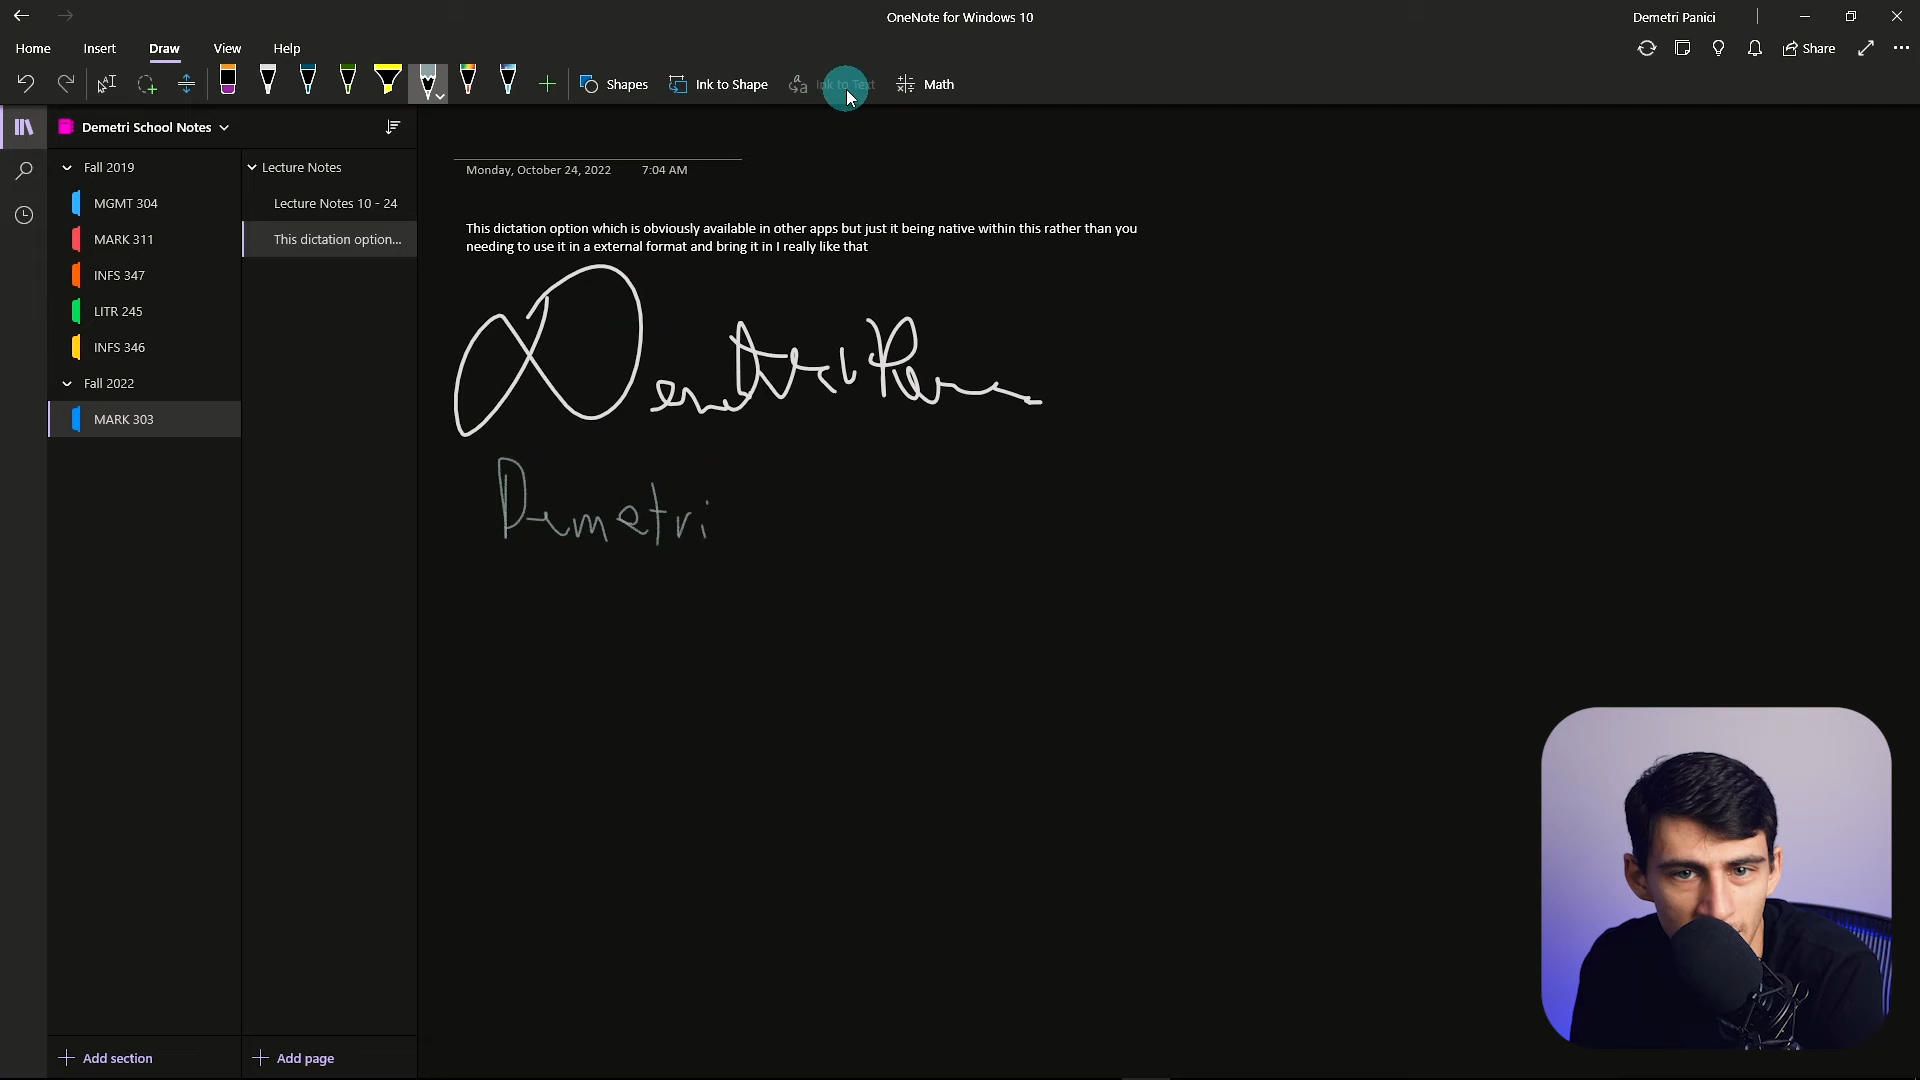 OneNote for Windows 10
Demetri Panici
Home Insert Draw View Help
Share
Shapes Ink to Shape Ink to Text Math
Demetri School Notes
Fall 2019
MGMT 304
MARK 311
INFS 347
LITR 245
INFS 346
Fall 2022
MARK 303
Add section
Lecture Notes
Lecture Notes 10 - 24
This dictation option...
Add page
Monday, October 24, 2022 7:04 AM
This dictation option which is obviously available in other apps but just it being native within this rather than you
needing to use it in a external format and bring it in I really like that
Demetri
Demetri